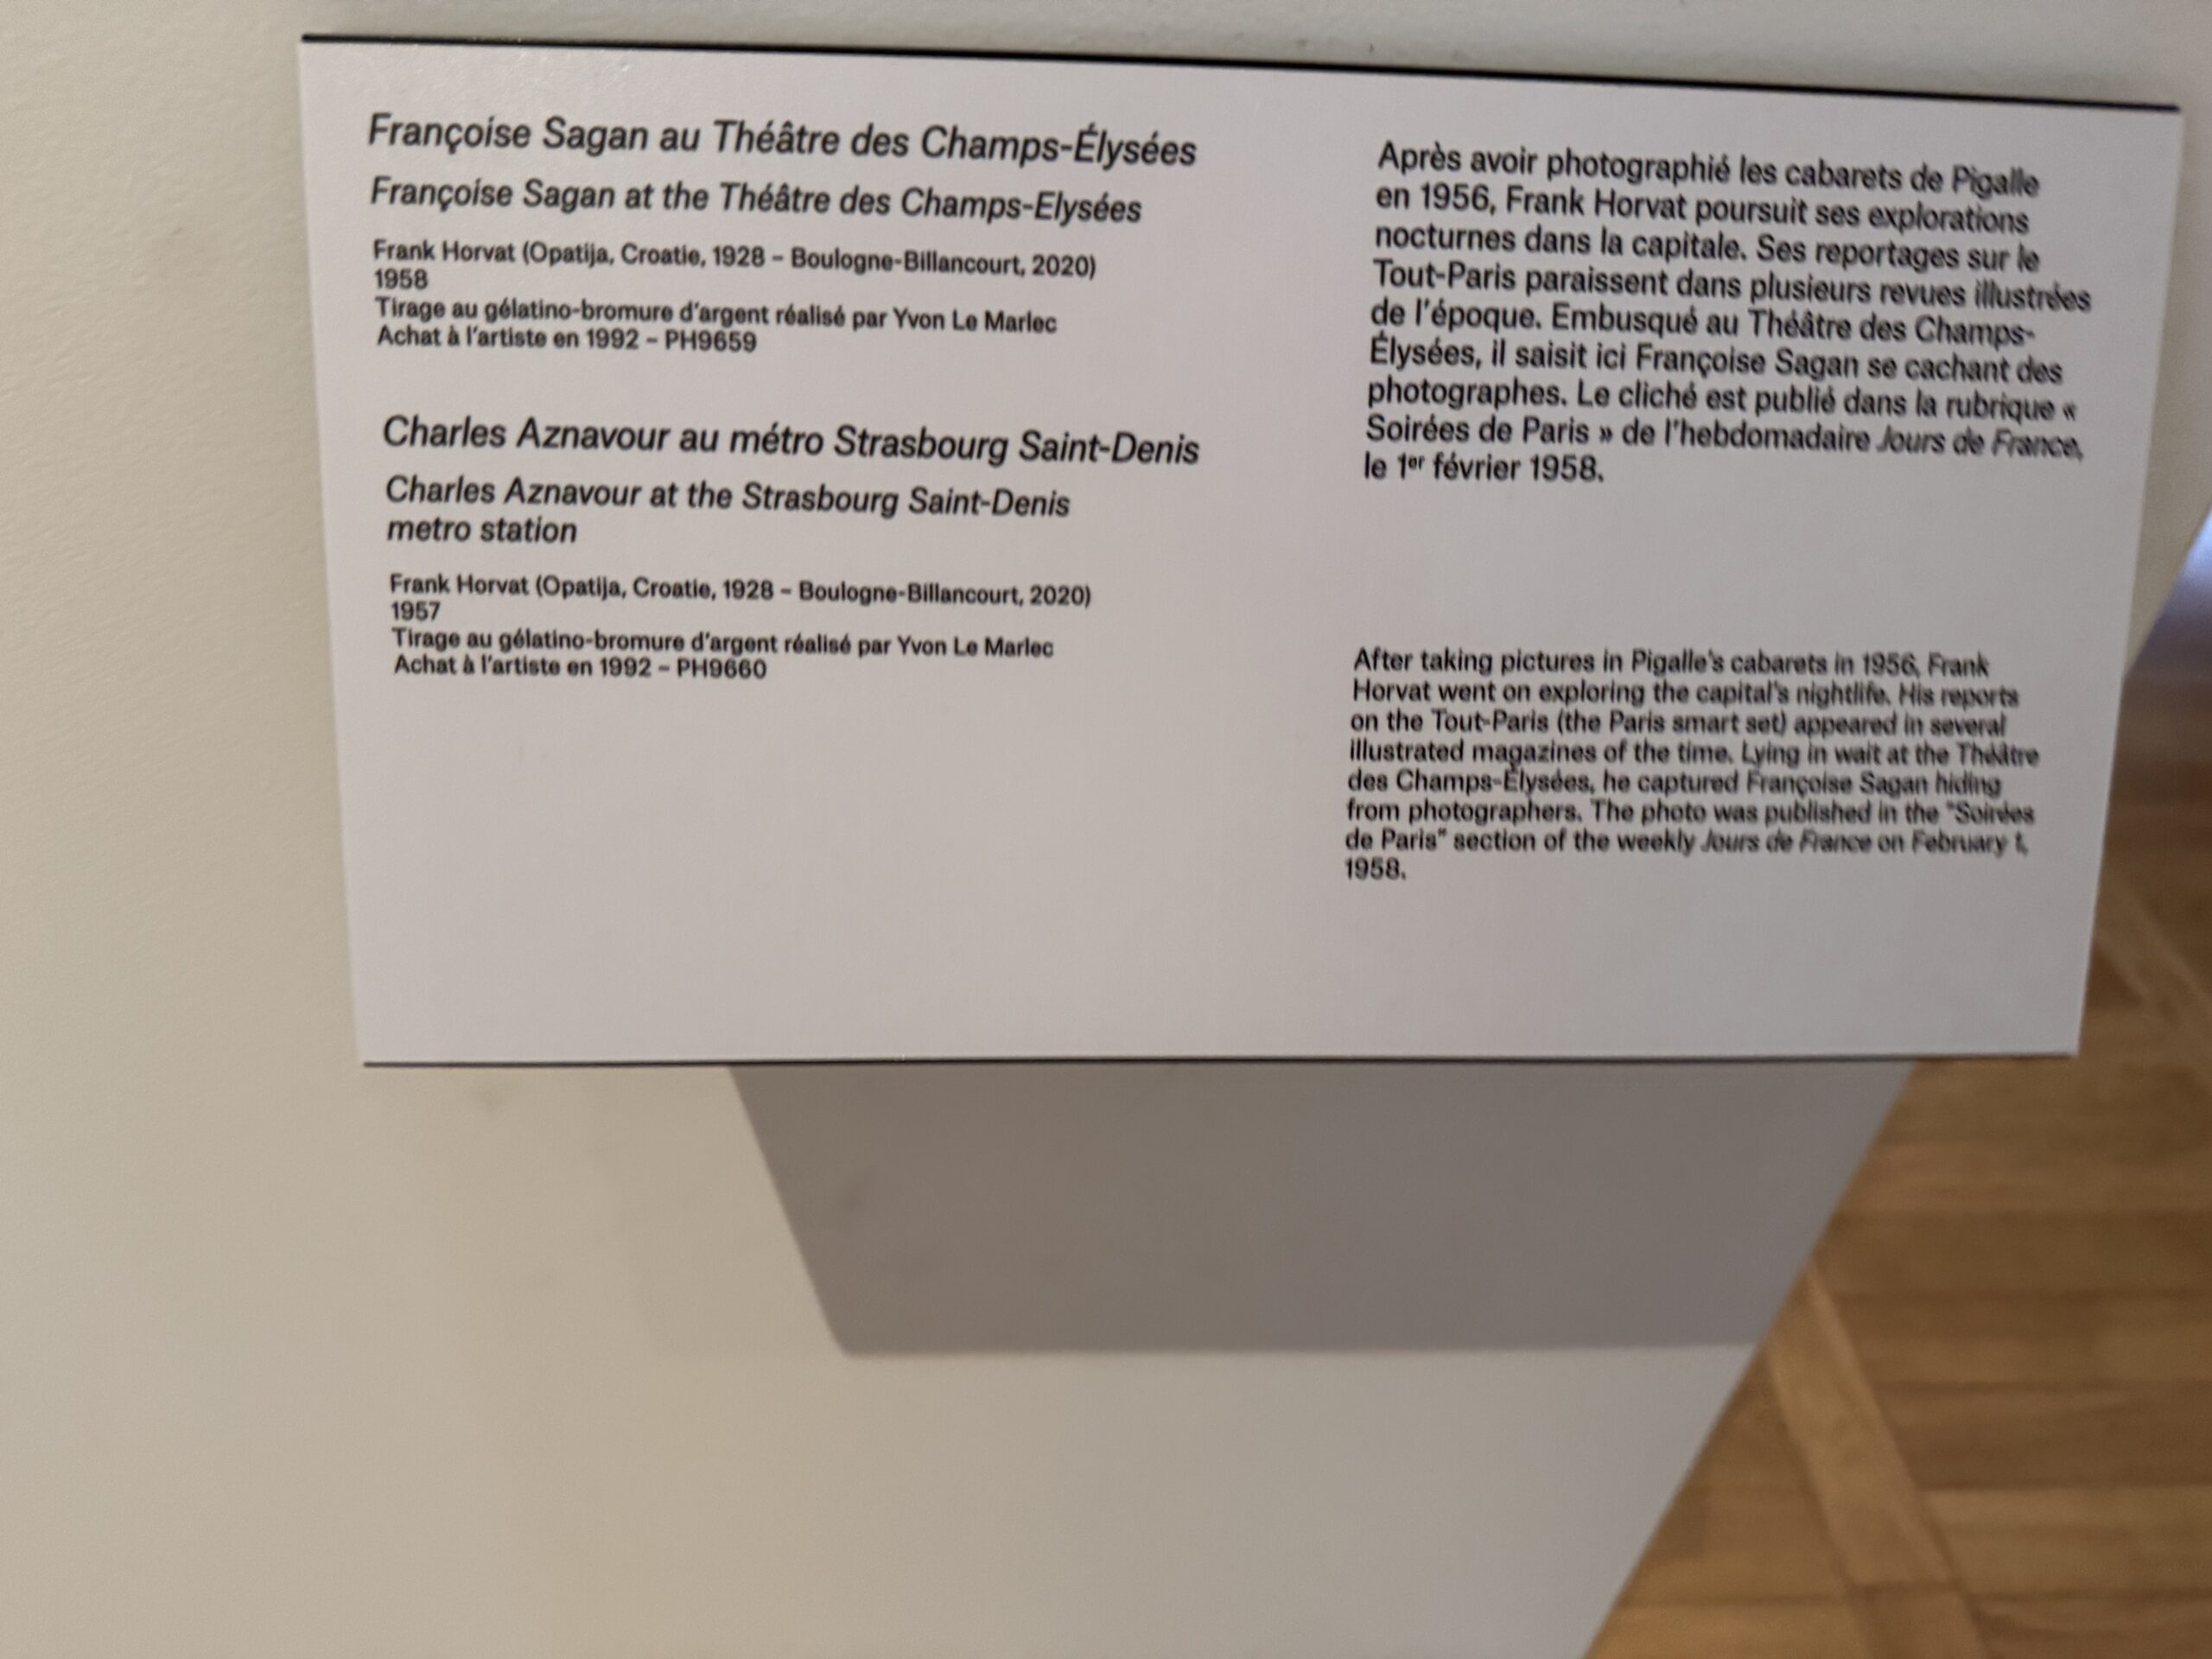 Françoise Sagan au Théâtre des Champs-Élysées
Françoise Sagan at the Théâtre des Champs-Elysées
Frank Horvat (Opatija, Croatie, 1928 – Boulogne-Billancourt, 2020)
1958
Tirage au gélatino-bromure d'argent réalisé par Yvon Le Marlec
Achat à l'artiste en 1992 – PH9659
Charles Aznavour au métro Strasbourg Saint-Denis
Charles Aznavour at the Strasbourg Saint-Denis
metro station
Frank Horvat (Opatija, Croatie, 1928 – Boulogne-Billancourt, 2020)
1957
Tirage au gélatino-bromure d'argent réalisé par Yvon Le Marlec
Achat à l'artiste en 1992 – PH9660
Après avoir photographié les cabarets de Pigalle
en 1956, Frank Horvat poursuit ses explorations
nocturnes dans la capitale. Ses reportages sur le
Tout-Paris paraissent dans plusieurs revues illustrées
de l'époque. Embusqué au Théâtre des Champs-
Élysées, il saisit ici Françoise Sagan se cachant des
photographes. Le cliché est publié dans la rubrique «
Soirées de Paris » de l'hebdomadaire Jours de France,
le 1er février 1958.
After taking pictures in Pigalle's cabarets in 1956, Frank
Horvat went on exploring the capital's nightlife. His reports
on the Tout-Paris (the Paris smart set) appeared in several
illustrated magazines of the time. Lying in wait at the Théâtre
des Champs-Élysées, he captured Françoise Sagan hiding
from photographers. The photo was published in the "Soirées
de Paris" section of the weekly Jours de France on February 1,
1958.